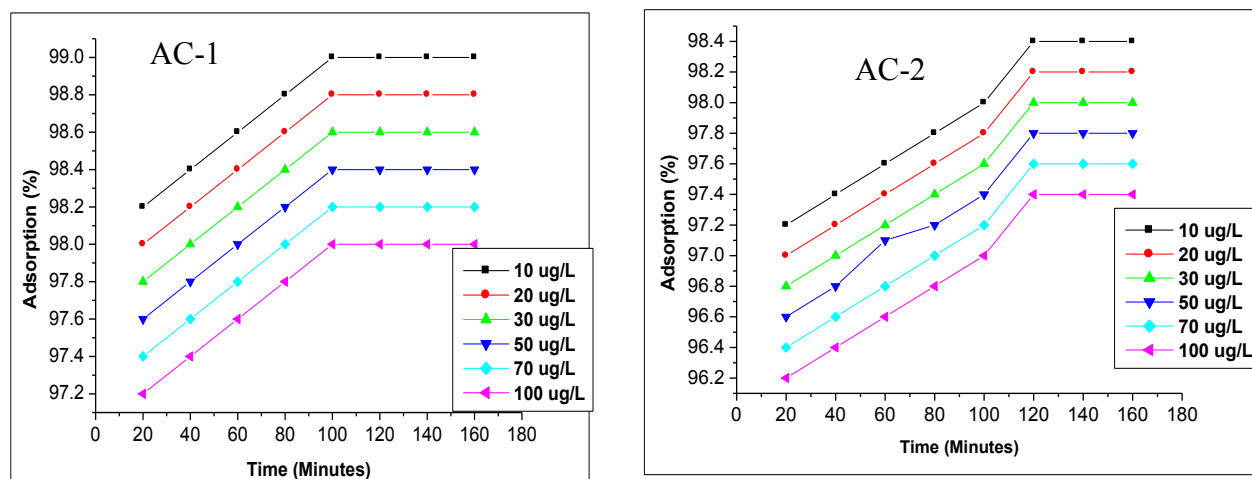 AC-1
Adsorption (%)
99.0
98.8
98.6
98.4
98.2
98.0
97.8
97.6
97.4
97.2
0 20 40 60 80 100 120 140 160 180
Time (Minutes)
10 ug/L
20 ug/L
30 ug/L
50 ug/L
70 ug/L
100 ug/L
AC-2
Adsorption (%)
98.4
98.2
98.0
97.8
97.6
97.4
97.2
97.0
96.8
96.6
96.4
96.2
0 20 40 60 80 100 120 140 160 180
Time (Minutes)
10 ug/L
20 ug/L
30 ug/L
50 ug/L
70 ug/L
100 ug/L